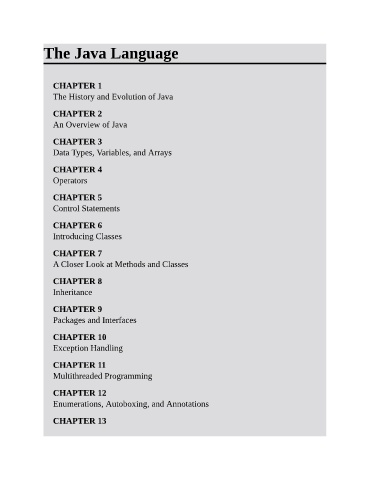 The Java Language
CHAPTER 1
The History and Evolution of Java
CHAPTER 2
An Overview of Java
CHAPTER 3
Data Types, Variables, and Arrays
CHAPTER 4
Operators
CHAPTER 5
Control Statements
CHAPTER 6
Introducing Classes
CHAPTER 7
A Closer Look at Methods and Classes
CHAPTER 8
Inheritance
CHAPTER 9
Packages and Interfaces
CHAPTER 10
Exception Handling
CHAPTER 11
Multithreaded Programming
CHAPTER 12
Enumerations, Autoboxing, and Annotations
CHAPTER 13